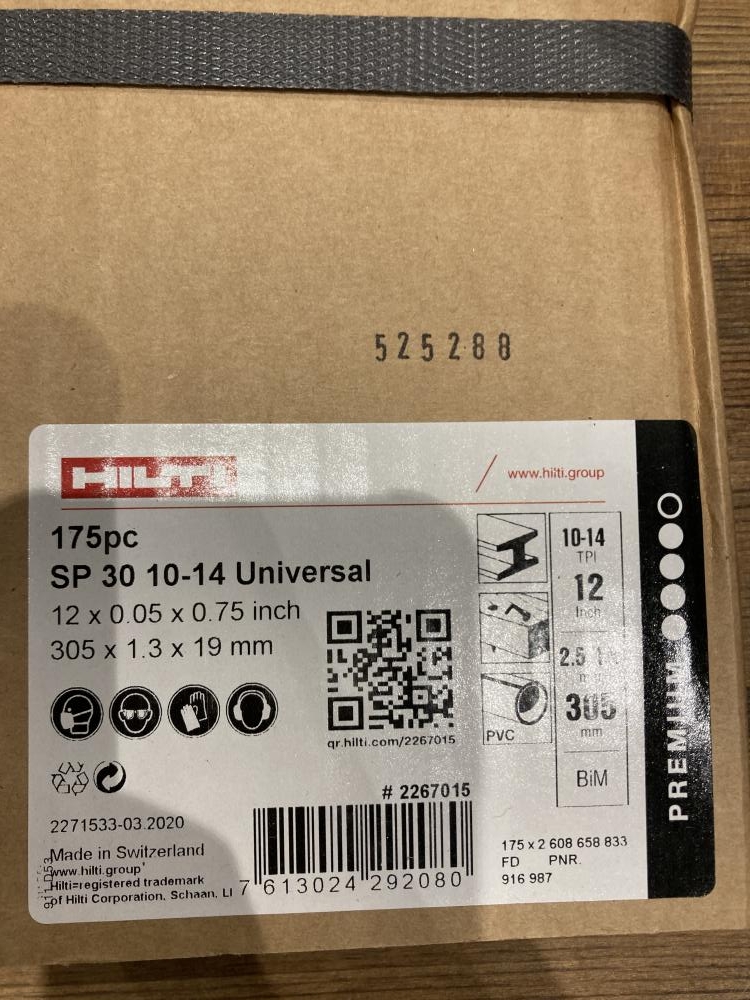 525288
HILTI
www.hilti.group
175pc
SP 30 10-14 Universal
12 x 0.05 x 0.75 inch
305 x 1.3 x 19 mm
qr.hilti.com/2267015
PVC
10-14
TPI
12
Inch
2.5
305
mm
BiM
PREMIUM
# 2267015
2271533-03.2020
Made in Switzerland
www.hilti.group
Hilti=registered trademark
of Hilti Corporation, Schaan, LI
7 613024 292080
175 x 2 608 658 833
FD PNR.
916 987